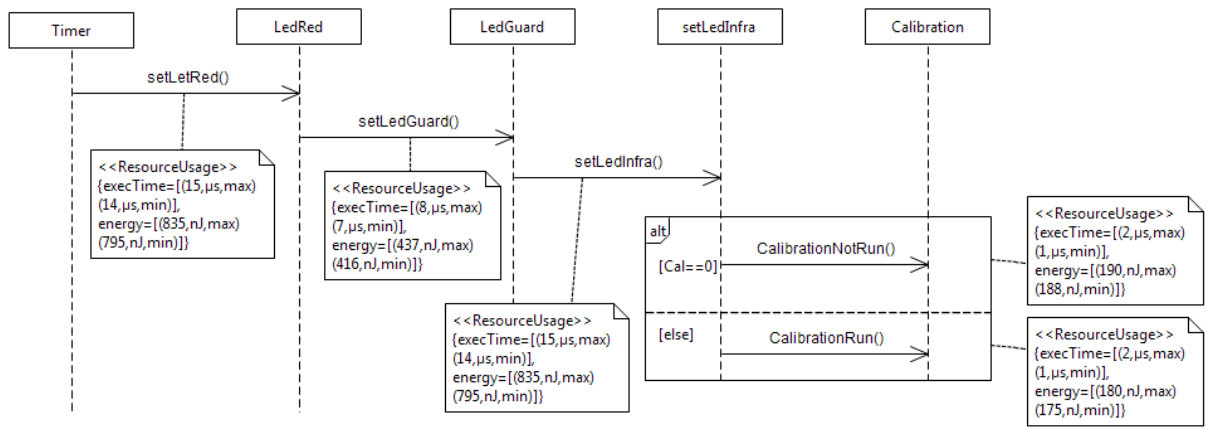 Timer
LedRed
LedGuard
setLedInfra
Calibration
setLetRed()
<<ResourceUsage>>
{execTime=[(15,µs,max)
(14,µs,min)],
energy=[(835,nJ,max)
(795,nJ,min)]}
setLedGuard()
<<ResourceUsage>>
{execTime=[(8,µs,max)
(7,µs,min)],
energy=[(437,nJ,max)
(416,nJ,min)]}
setLedInfra()
<<ResourceUsage>>
{execTime=[(15,µs,max)
(14,µs,min)],
energy=[(835,nJ,max)
(795,nJ,min)]}
alt
[Cal==0]
CalibrationNotRun()
<<ResourceUsage>>
{execTime=[(2,µs,max)
(1,µs,min)],
energy=[(190,nJ,max)
(188,nJ,min)]}
[else]
CalibrationRun()
<<ResourceUsage>>
{execTime=[(2,µs,max)
(1,µs,min)],
energy=[(180,nJ,max)
(175,nJ,min)]}